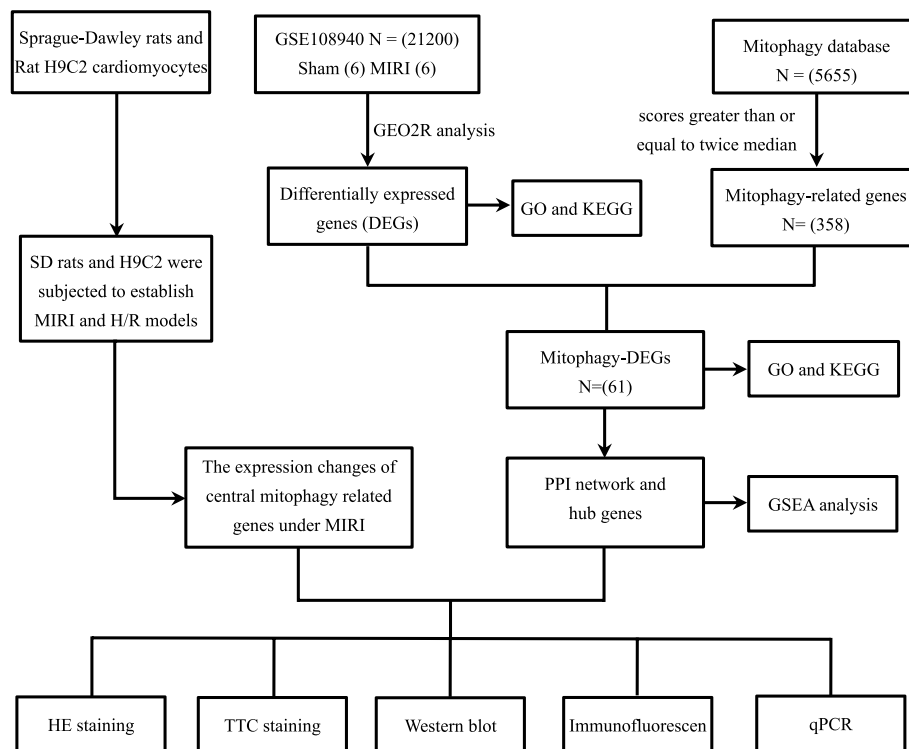 Sprague-Dawley rats and
Rat H9C2 cardiomyocytes
GSE108940 N = (21200)
Sham (6) MIRI (6)
Mitophagy database
N = (5655)
GEO2R analysis
scores greater than or
equal to twice median
Differentially expressed
genes (DEGs)
GO and KEGG
Mitophagy-related genes
N= (358)
SD rats and H9C2 were
subjected to establish
MIRI and H/R models
Mitophagy-DEGs
N=(61)
GO and KEGG
The expression changes of
central mitophagy related
genes under MIRI
PPI network and
hub genes
GSEA analysis
HE staining
TTC staining
Western blot
Immunofluorescen
qPCR